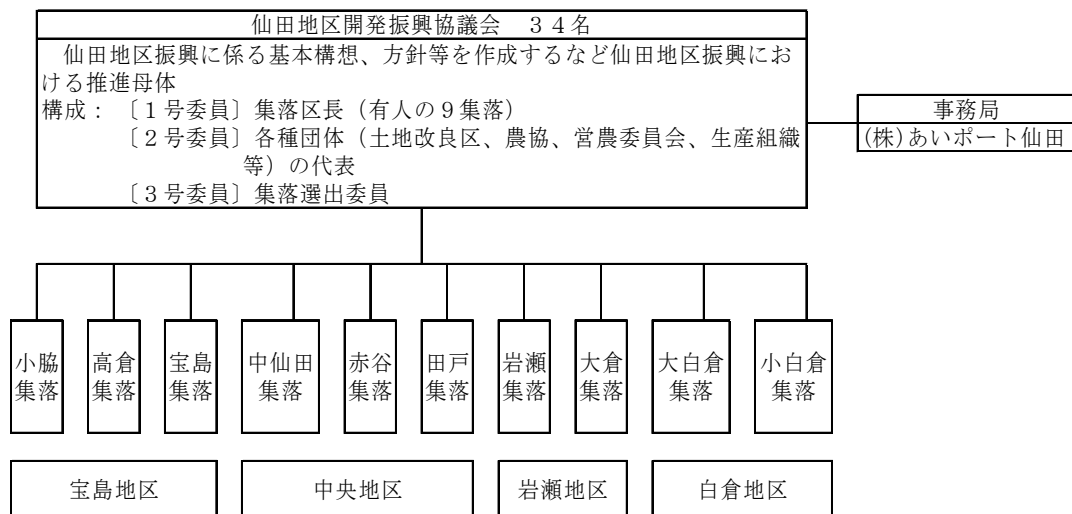 仙田地区開発振興協議会　３４名
　仙田地区振興に係る基本構想、方針等を作成するなど仙田地区振興にお
ける推進母体
構成：　〔１号委員〕集落区長（有人の９集落）
〔２号委員〕各種団体（土地改良区、農協、営農委員会、生産組織
等）の代表
〔３号委員〕集落選出委員
事務局
(株)あいポート仙田
小脇
集落
高倉
集落
宝島
集落
中仙田
集落
赤谷
集落
田戸
集落
岩瀬
集落
大倉
集落
大白倉
集落
小白倉
集落
宝島地区
中央地区
岩瀬地区
白倉地区